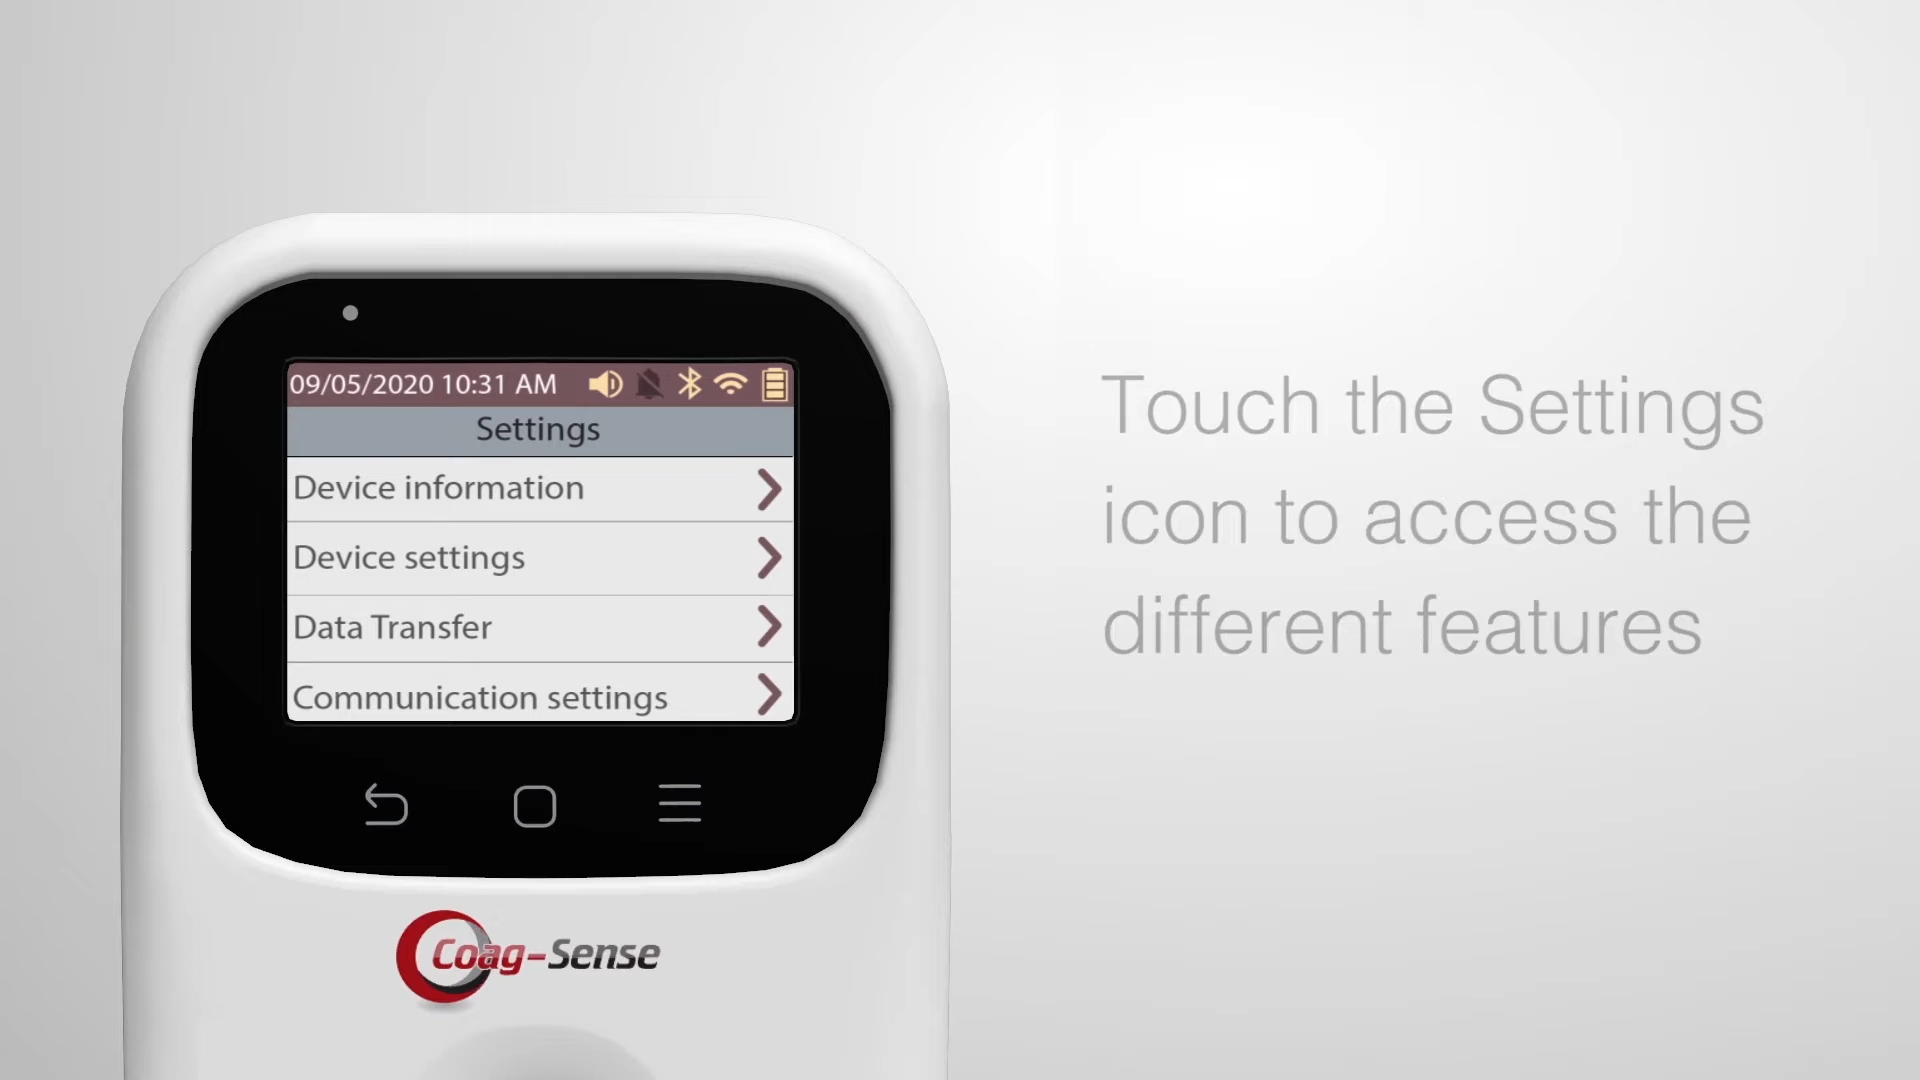 09/05/2020 10:31 AM
Settings
Device information
Device settings
Data Transfer
Communication settings
Coag-Sense
Touch the Settings
icon to access the
different features